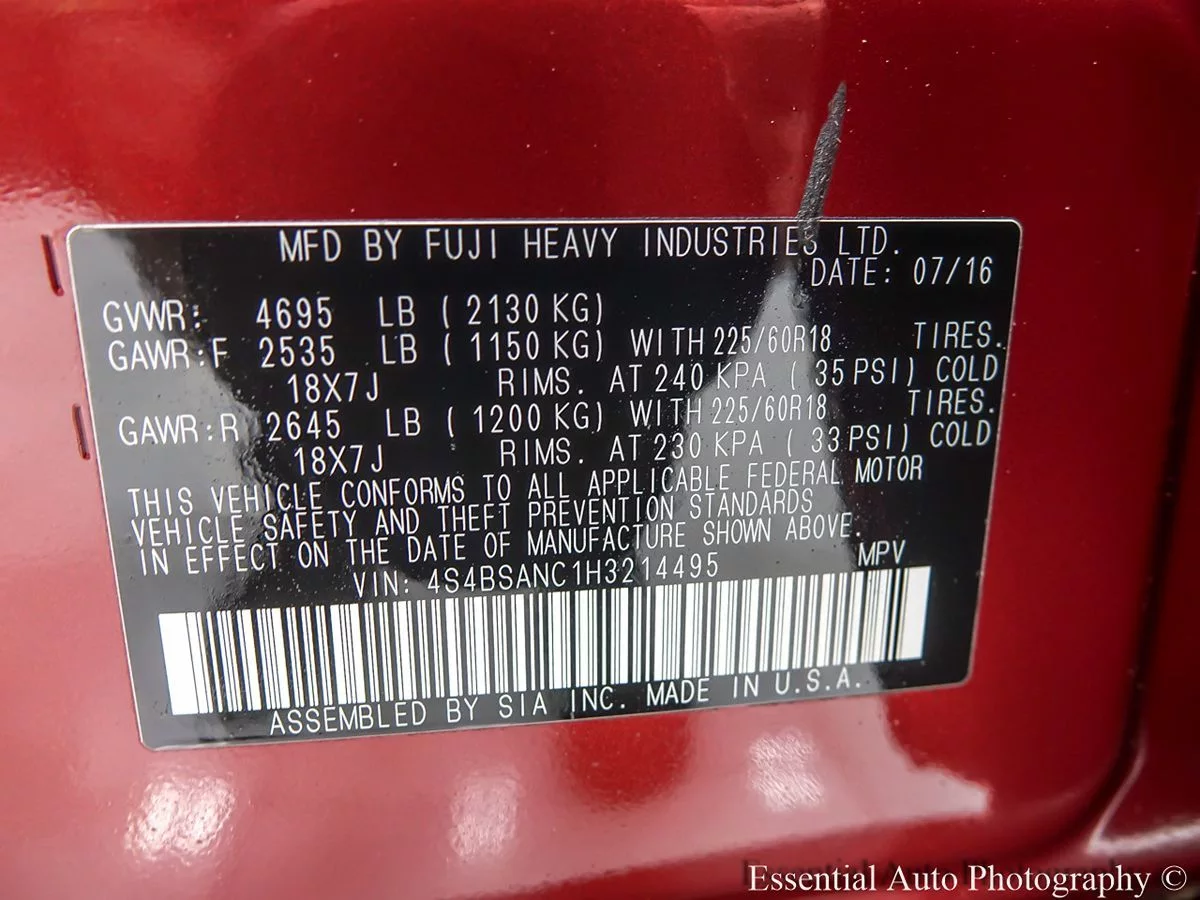 MFD BY FUJI HEAVY INDUSTRIES LTD.
DATE: 07/16
GVWR: 4695 LB ( 2130 KG)
GAWR:F 2535 LB ( 1150 KG) WITH 225/60R18 TIRES.
18X7J RIMS. AT 240 KPA ( 35 PSI) COLD
GAWR:R 2645 LB ( 1200 KG) WITH 225/60R18 TIRES.
18X7J RIMS. AT 230 KPA ( 33 PSI) COLD
THIS VEHICLE CONFORMS TO ALL APPLICABLE FEDERAL MOTOR
VEHICLE SAFETY AND THEFT PREVENTION STANDARDS
IN EFFECT ON THE DATE OF MANUFACTURE SHOWN ABOVE.
VIN: 4S4BSANC1H3214495 MPV
ASSEMBLED BY SIA INC. MADE IN U.S.A.
Essential Auto Photography ©